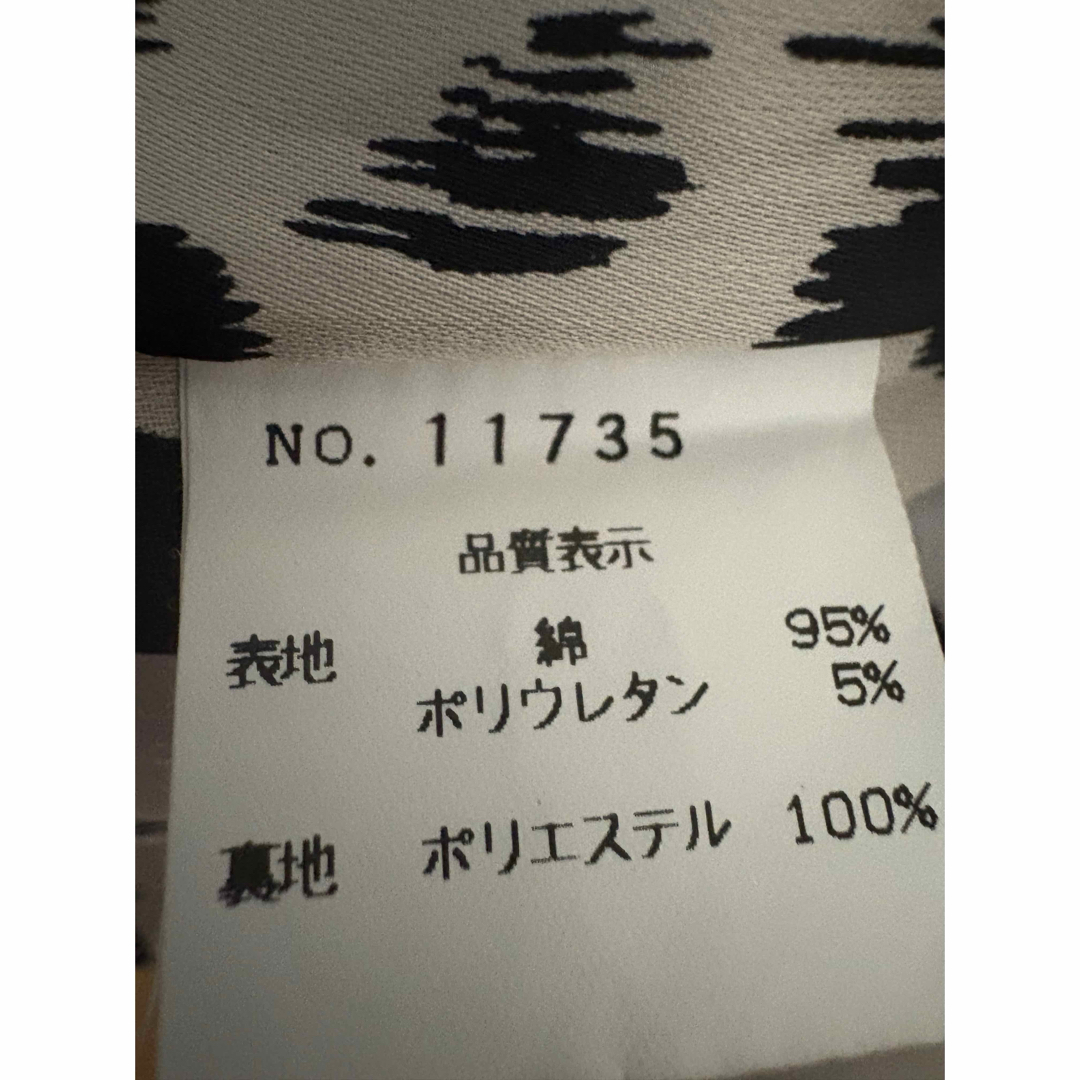 NO. 11735
品質表示
表地 綿 95%
ポリウレタン 5%
裏地 ポリエステル 100%